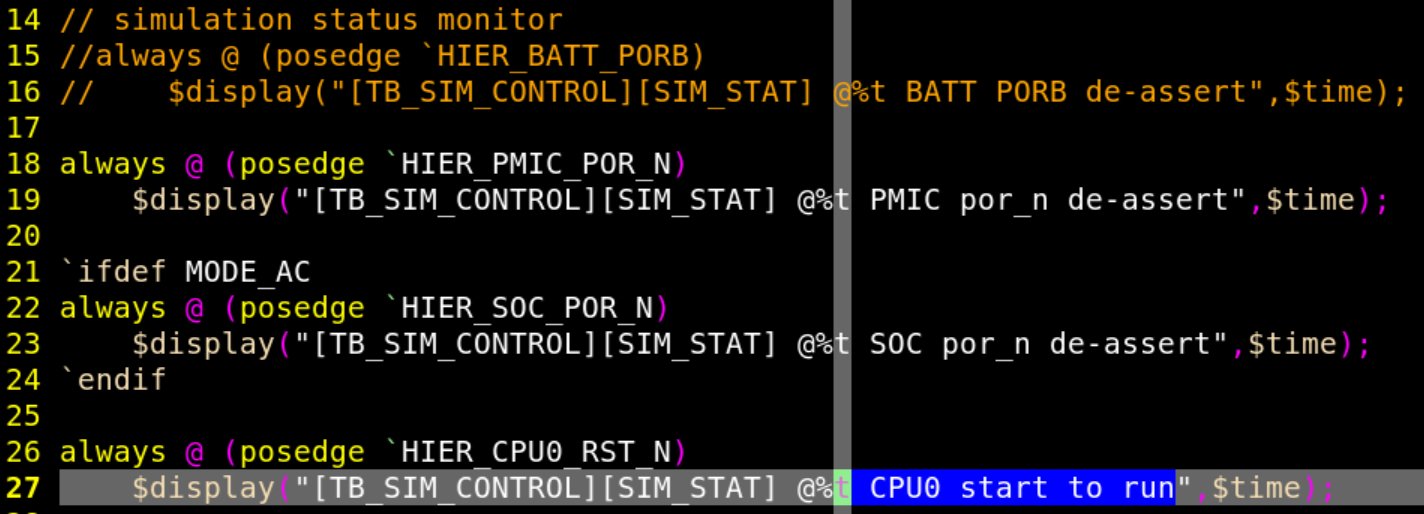 14 // simulation status monitor
15 //always @ (posedge `HIER_BATT_PORB)
16 //    $display("[TB_SIM_CONTROL][SIM_STAT] @%t BATT PORB de-assert",$time);
17
18 always @ (posedge `HIER_PMIC_POR_N)
19     $display("[TB_SIM_CONTROL][SIM_STAT] @%t PMIC por_n de-assert",$time);
20
21 `ifdef MODE_AC
22 always @ (posedge `HIER_SOC_POR_N)
23     $display("[TB_SIM_CONTROL][SIM_STAT] @%t SOC por_n de-assert",$time);
24 `endif
25
26 always @ (posedge `HIER_CPU0_RST_N)
27     $display("[TB_SIM_CONTROL][SIM_STAT] @%t CPU0 start to run",$time);